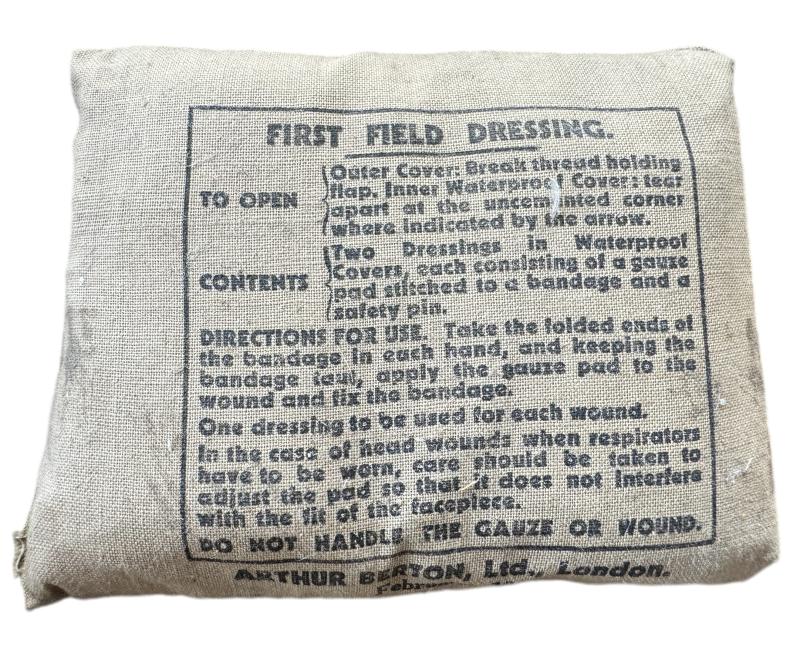 FIRST FIELD DRESSING.
TO OPEN
Outer Cover: Break thread holding
flap. Inner Waterproof Cover: tear
apart at the uncemented corner
where indicated by the arrow.
CONTENTS
Two Dressings in Waterproof
Covers, each consisting of a gauze
pad stitched to a bandage and a
safety pin.
DIRECTIONS FOR USE. Take the folded ends of
the bandage in each hand, and keeping the
bandage taut, apply the gauze pad to the
wound and fix the bandage.
One dressing to be used for each wound.
In the case of head wounds when respirators
have to be worn, care should be taken to
adjust the pad so that it does not interfere
with the fit of the facepiece.
DO NOT HANDLE THE GAUZE OR WOUND.
ARTHUR BERTON, Ltd., London.